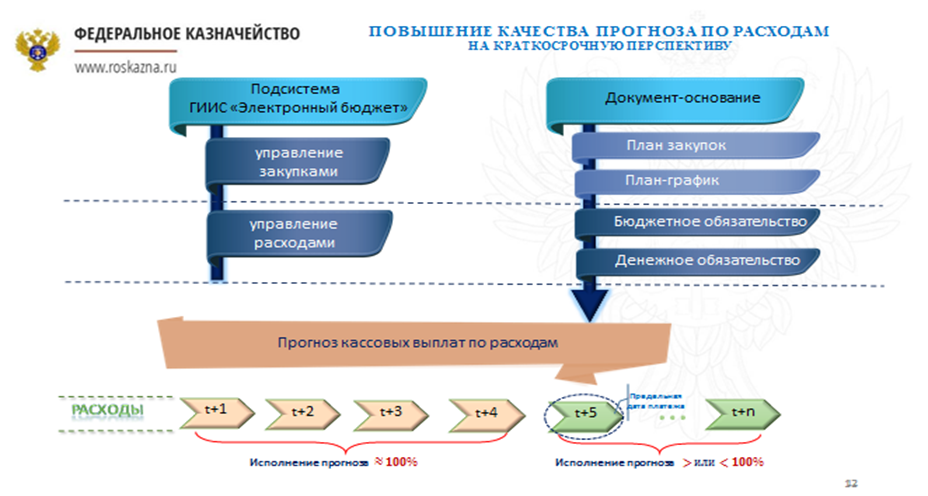 ФЕДЕРАЛЬНОЕ КАЗНАЧЕЙСТВО
www.roskazna.ru
ПОВЫШЕНИЕ КАЧЕСТВА ПРОГНОЗА ПО РАСХОДАМ
НА КРАТКОСРОЧНУЮ ПЕРСПЕКТИВУ
Подсистема
ГИИС «Электронный бюджет»
управление
закупками
управление
расходами
Документ-основание
План закупок
План-график
Бюджетное обязательство
Денежное обязательство
Прогноз кассовых выплат по расходам
РАСХОДЫ
t+1
t+2
t+3
t+4
t+5
Предельная
дата платежа
t+n
Исполнение прогноза ≈ 100%
Исполнение прогноза > или < 100%
12